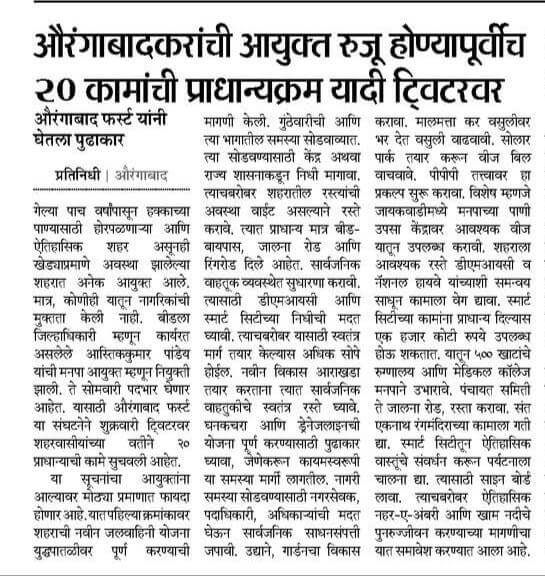 औरंगाबादकरांची आयुक्त रुजू होण्यापूर्वीच
२० कामांची प्राधान्यक्रम यादी ट्विटरवर
औरंगाबाद फर्स्ट यांनी
घेतला पुढाकार
प्रतिनिधी | औरंगाबाद
गेल्या पाच वर्षांपासून हक्काच्या
पाण्यासाठी होरपळणाऱ्या आणि
ऐतिहासिक शहर असूनही
खेड्याप्रमाणे अवस्था झालेल्या
शहरात अनेक आयुक्त आले.
मात्र, कोणीही यातून नागरिकांची
मुक्तता केली नाही. बीडला
जिल्हाधिकारी म्हणून कार्यरत
असलेले आस्तिककुमार पांडेय
यांची मनपा आयुक्त म्हणून नियुक्ती
झाली. ते सोमवारी पदभार घेणार
आहेत. यासाठी औरंगाबाद फर्स्ट
या संघटनेने शुक्रवारी ट्विटरवर
शहरवासीयांच्या वतीने २०
प्राधान्याची कामे सुचवली आहेत.
या सूचनांचा आयुक्तांना
आल्यावर मोठ्या प्रमाणात फायदा
होणार आहे. यात पहिल्या क्रमांकावर
शहराची नवीन जलवाहिनी योजना
युद्धपातळीवर पूर्ण करण्याची
मागणी केली. गुंठेवारीची आणि
त्या भागातील समस्या सोडवाव्यात.
त्या सोडवण्यासाठी केंद्र अथवा
राज्य शासनाकडून निधी मागावा.
त्याचबरोबर शहरातील रस्त्यांची
अवस्था वाईट असल्याने रस्ते
करावे. त्यात प्राधान्य मात्र बीड-
बायपास, जालना रोड आणि
रिंगरोड दिले आहेत. सार्वजनिक
वाहतूक व्यवस्थेत सुधारणा करावी.
त्यासाठी डीएमआयसी आणि
स्मार्ट सिटीच्या निधीची मदत
घ्यावी. त्याचबरोबर यासाठी स्वतंत्र
मार्ग तयार केल्यास अधिक सोपे
होईल. नवीन विकास आराखडा
तयार करताना त्यात सार्वजनिक
वाहतुकीचे स्वतंत्र रस्ते घ्यावे.
घनकचरा आणि ड्रेनेजलाइनची
योजना पूर्ण करण्यासाठी पुढाकार
घ्यावा, जेणेकरून कायमस्वरूपी
या समस्या मार्गी लागतील. नागरी
समस्या सोडवण्यासाठी नगरसेवक,
पदाधिकारी, अधिकाऱ्यांची मदत
घेऊन सार्वजनिक साधनसंपत्ती
जपावी. उद्याने, गार्डनचा विकास
करावा. मालमत्ता कर वसुलीवर
भर देत वसुली वाढवावी. सोलार
पार्क तयार करून वीज बिल
वाचवावे. पीपीपी तत्त्वावर हा
प्रकल्प सुरू करावा. विशेष म्हणजे
जायकवाडीमध्ये मनपाच्या पाणी
उपसा केंद्रावर आवश्यक वीज
यातून उपलब्ध करावी. शहराला
आवश्यक रस्ते डीएमआयसी व
नॅशनल हायवे यांच्याशी समन्वय
साधून कामाला वेग द्यावा. स्मार्ट
सिटीच्या कामांना प्राधान्य दिल्यास
एक हजार कोटी रुपये उपलब्ध
होऊ शकतात. यातून ५०० खाटांचे
रुग्णालय आणि मेडिकल कॉलेज
मनपाने उभारावे. पंचायत समिती
ते जालना रोड, रस्ता करावा. संत
एकनाथ रंगमंदिराच्या कामाला गती
द्या. स्मार्ट सिटीतून ऐतिहासिक
वास्तूंचे संवर्धन करून पर्यटनाला
चालना द्या. त्यासाठी साइन बोर्ड
लावा. त्याचबरोबर ऐतिहासिक
नहर-ए-अंबरी आणि खाम नदीचे
पुनरुज्जीवन करण्याच्या मागणीचा
यात समावेश करण्यात आला आहे.